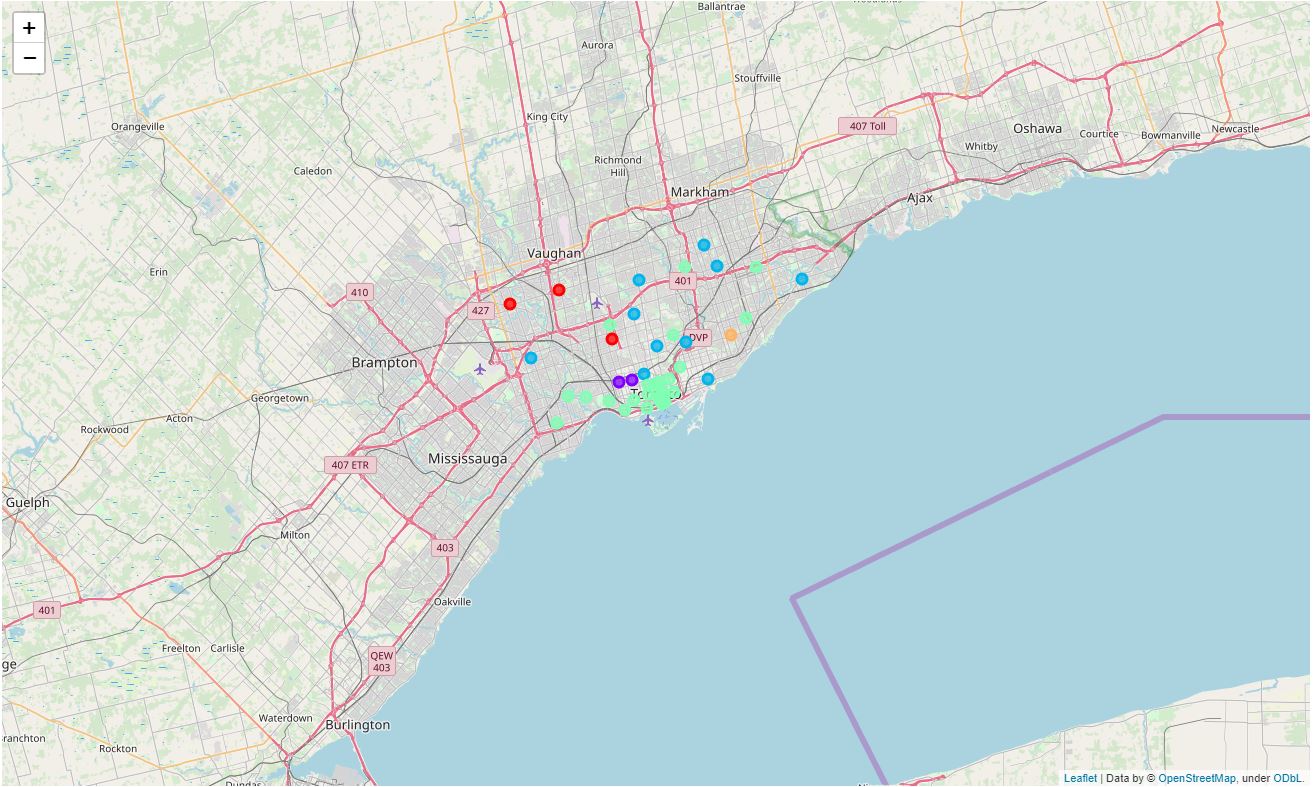 Ballantrae
+
Aurora
−
Stouffville
King City
407 Toll
Orangeville
Oshawa
Courtice
Newcastle
Bowmanville
Whitby
Richmond
Hill
Caledon
Markham
Ajax
Vaughan
Erin
401
410
427
DVP
Brampton
Georgetown
Toronto
Acton
Rockwood
Mississauga
407 ETR
Guelph
Milton
403
Oakville
401
Freelton
Carlisle
QEW
403
Waterdown
Burlington
Rockton
Leaflet | Data by © OpenStreetMap, under ODbL.